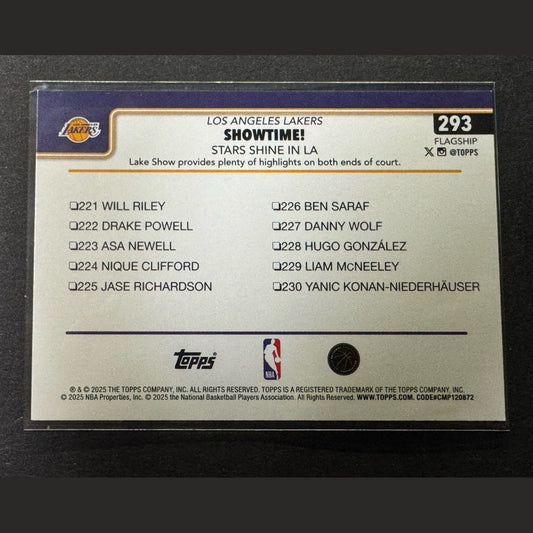 LOS ANGELES LAKERS
SHOWTIME!
STARS SHINE IN LA
Lake Show provides plenty of highlights on both ends of court.
LAKERS
293
FLAGSHIP
@TOPPS
❏221 WILL RILEY
❏222 DRAKE POWELL
❏223 ASA NEWELL
❏224 NIQUE CLIFFORD
❏225 JASE RICHARDSON
❏226 BEN SARAF
❏227 DANNY WOLF
❏228 HUGO GONZÁLEZ
❏229 LIAM McNEELEY
❏230 YANIC KONAN-NIEDERHÄUSER
topps
NBA
® & © 2025 THE TOPPS COMPANY, INC. ALL RIGHTS RESERVED. TOPPS IS A REGISTERED TRADEMARK OF THE TOPPS COMPANY, INC.
© 2025 NBA Properties, Inc. © 2025 the National Basketball Players Association. All Rights Reserved. WWW.TOPPS.COM. CODE#CMP120872